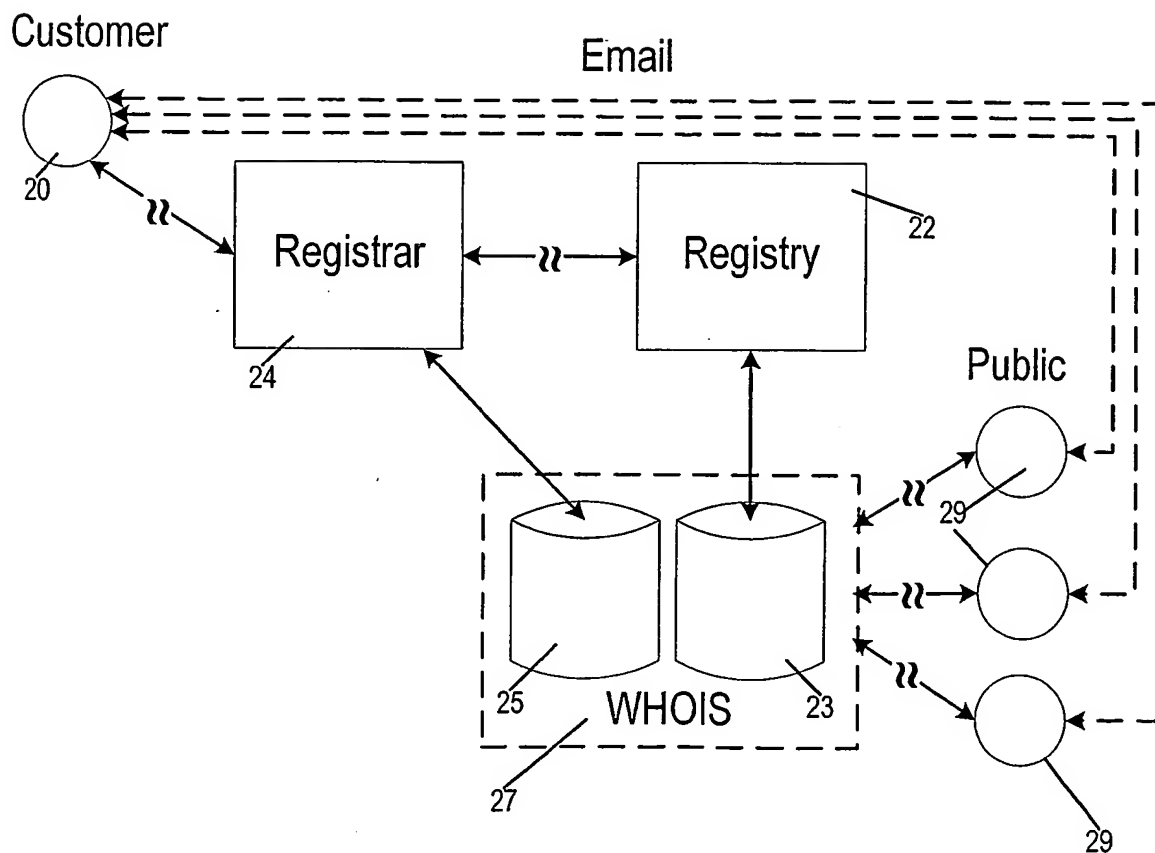 Customer
Email
20
Registrar
Registry
22
24
Public
29
25
WHOIS
23
27
29